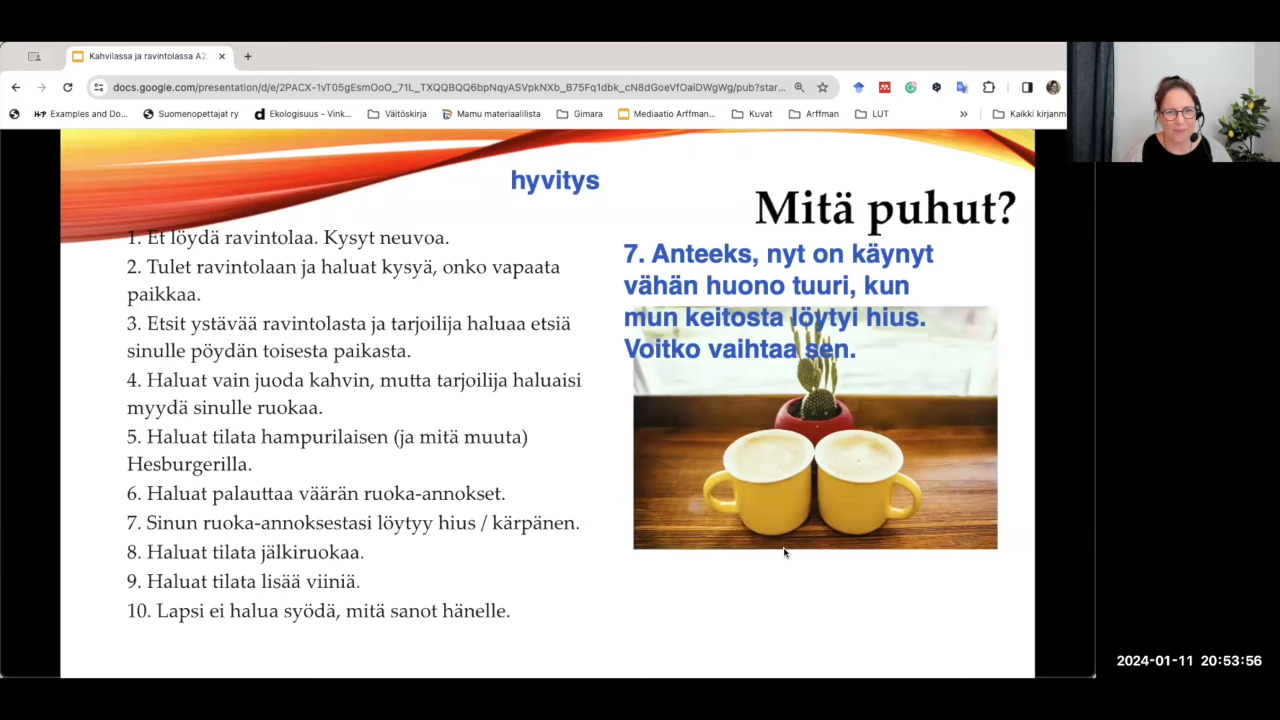 Kahvilassa ja ravintolassa A2
docs.google.com/presentation/d/e/2PACX-1vT05gEsmOoO_71L_TXQQBQQ6bpNqyASVpkNXb_B75Fq1dbk_cN8dGoeVfOalDWgWg/pub?star...
Examples and Do... Suomenopettajat ry Ekologisuus - Vink... Väitöskirja Mamu materiaalilista Gimara Mediaatio Arffman... Kuvat Arffman LUT » Kaikki kirjanm
hyvitys
Mitä puhut?
1. Et löydä ravintolaa. Kysyt neuvoa.
2. Tulet ravintolaan ja haluat kysyä, onko vapaata
paikkaa.
3. Etsit ystävää ravintolasta ja tarjoilija haluaa etsiä
sinulle pöydän toisesta paikasta.
4. Haluat vain juoda kahvin, mutta tarjoilija haluaisi
myydä sinulle ruokaa.
5. Haluat tilata hampurilaisen (ja mitä muuta)
Hesburgerilla.
6. Haluat palauttaa väärän ruoka-annokset.
7. Sinun ruoka-annoksestasi löytyy hius / kärpänen.
8. Haluat tilata jälkiruokaa.
9. Haluat tilata lisää viiniä.
10. Lapsi ei halua syödä, mitä sanot hänelle.
7. Anteeks, nyt on käynyt
vähän huono tuuri, kun
mun keitosta löytyi hius.
Voitko vaihtaa sen.
2024-01-11 20:53:56